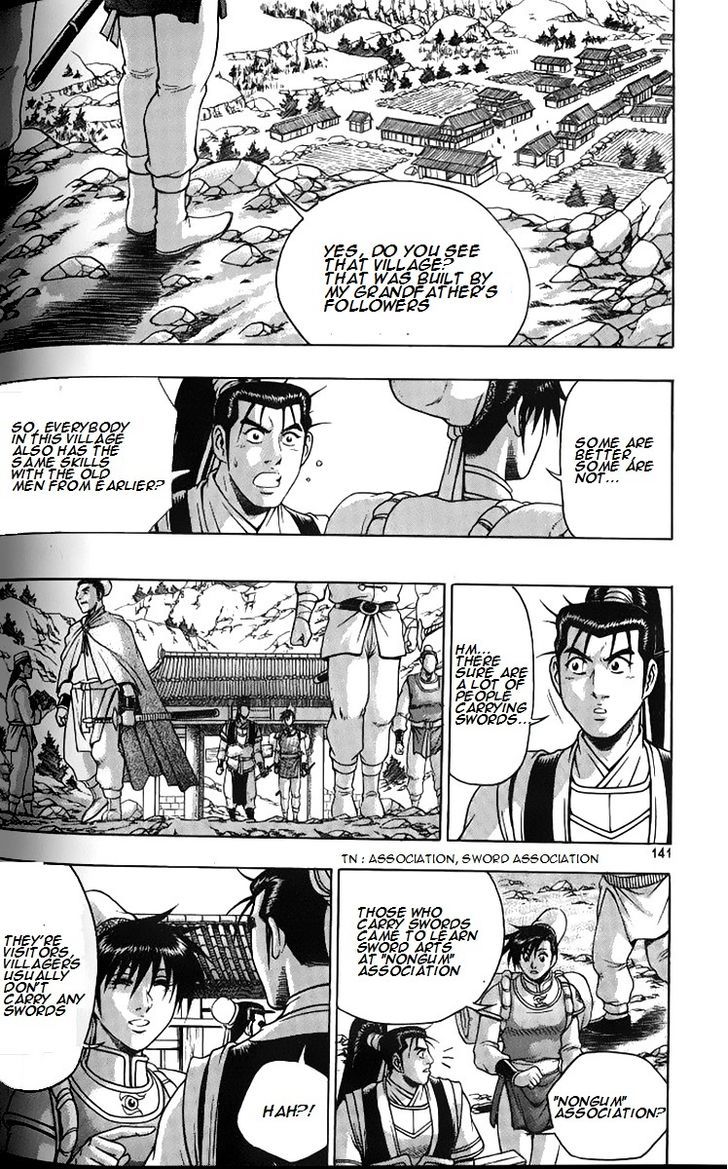 YES, DO YOU SEE
THAT VILLAGE?
THAT WAS BUILT BY
MY GRANDFATHER'S
FOLLOWERS
SO, EVERYBODY
IN THIS VILLAGE
ALSO HAS THE
SAME SKILLS
WITH THE OLD
MEN FROM EARLIER?
SOME ARE
BETTER,
SOME ARE
NOT...
HM...
THERE
SURE ARE
A LOT OF
PEOPLE
CARRYING
SWORDS...
TN : ASSOCIATION, SWORD ASSOCIATION
141
THEY'RE
VISITORS,
VILLAGER'S
USUALLY
DON'T
CARRY ANY
SWORDS
HAH?!
THOSE WHO
CARRY SWORDS
CAME TO LEARN
SWORD ARTS
AT "NONGUM"
ASSOCIATION
"NONGUM"
ASSOCIATION?